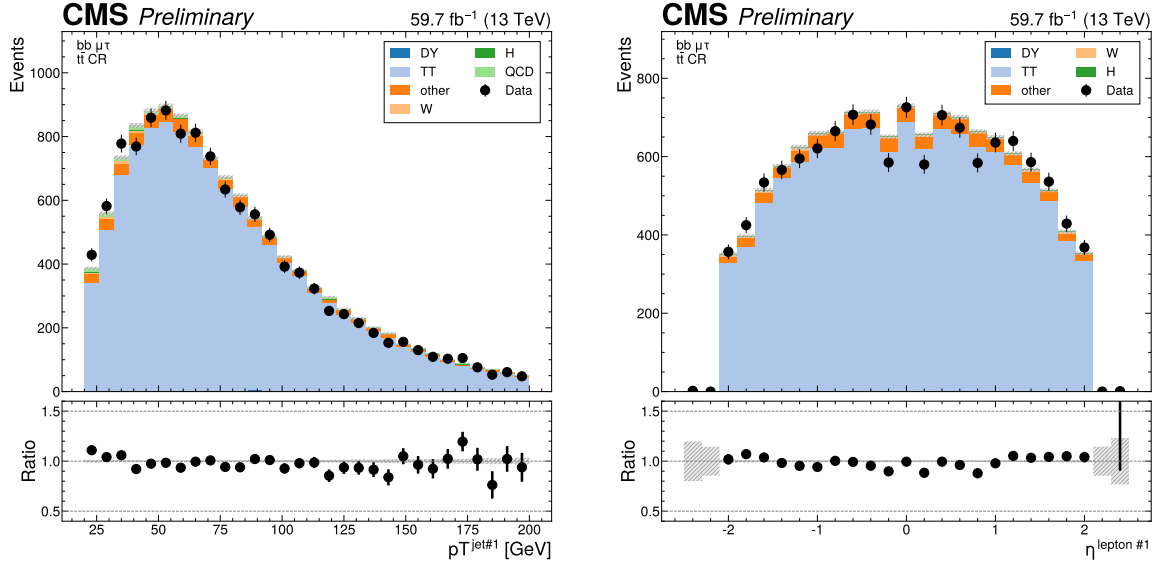 CMS Preliminary 59.7 fb⁻¹ (13 TeV)
Events
bb μτ
tt̄ CR
DY H
TT QCD
other Data
W
1000
800
600
400
200
0
Ratio
1.5
1.0
0.5
25 50 75 100 125 150 175 200
pT^jet#1 [GeV]
CMS Preliminary 59.7 fb⁻¹ (13 TeV)
Events
bb μτ
tt̄ CR
DY W
TT H
other Data
800
600
400
200
0
Ratio
1.5
1.0
0.5
-2 -1 0 1 2
η^lepton #1